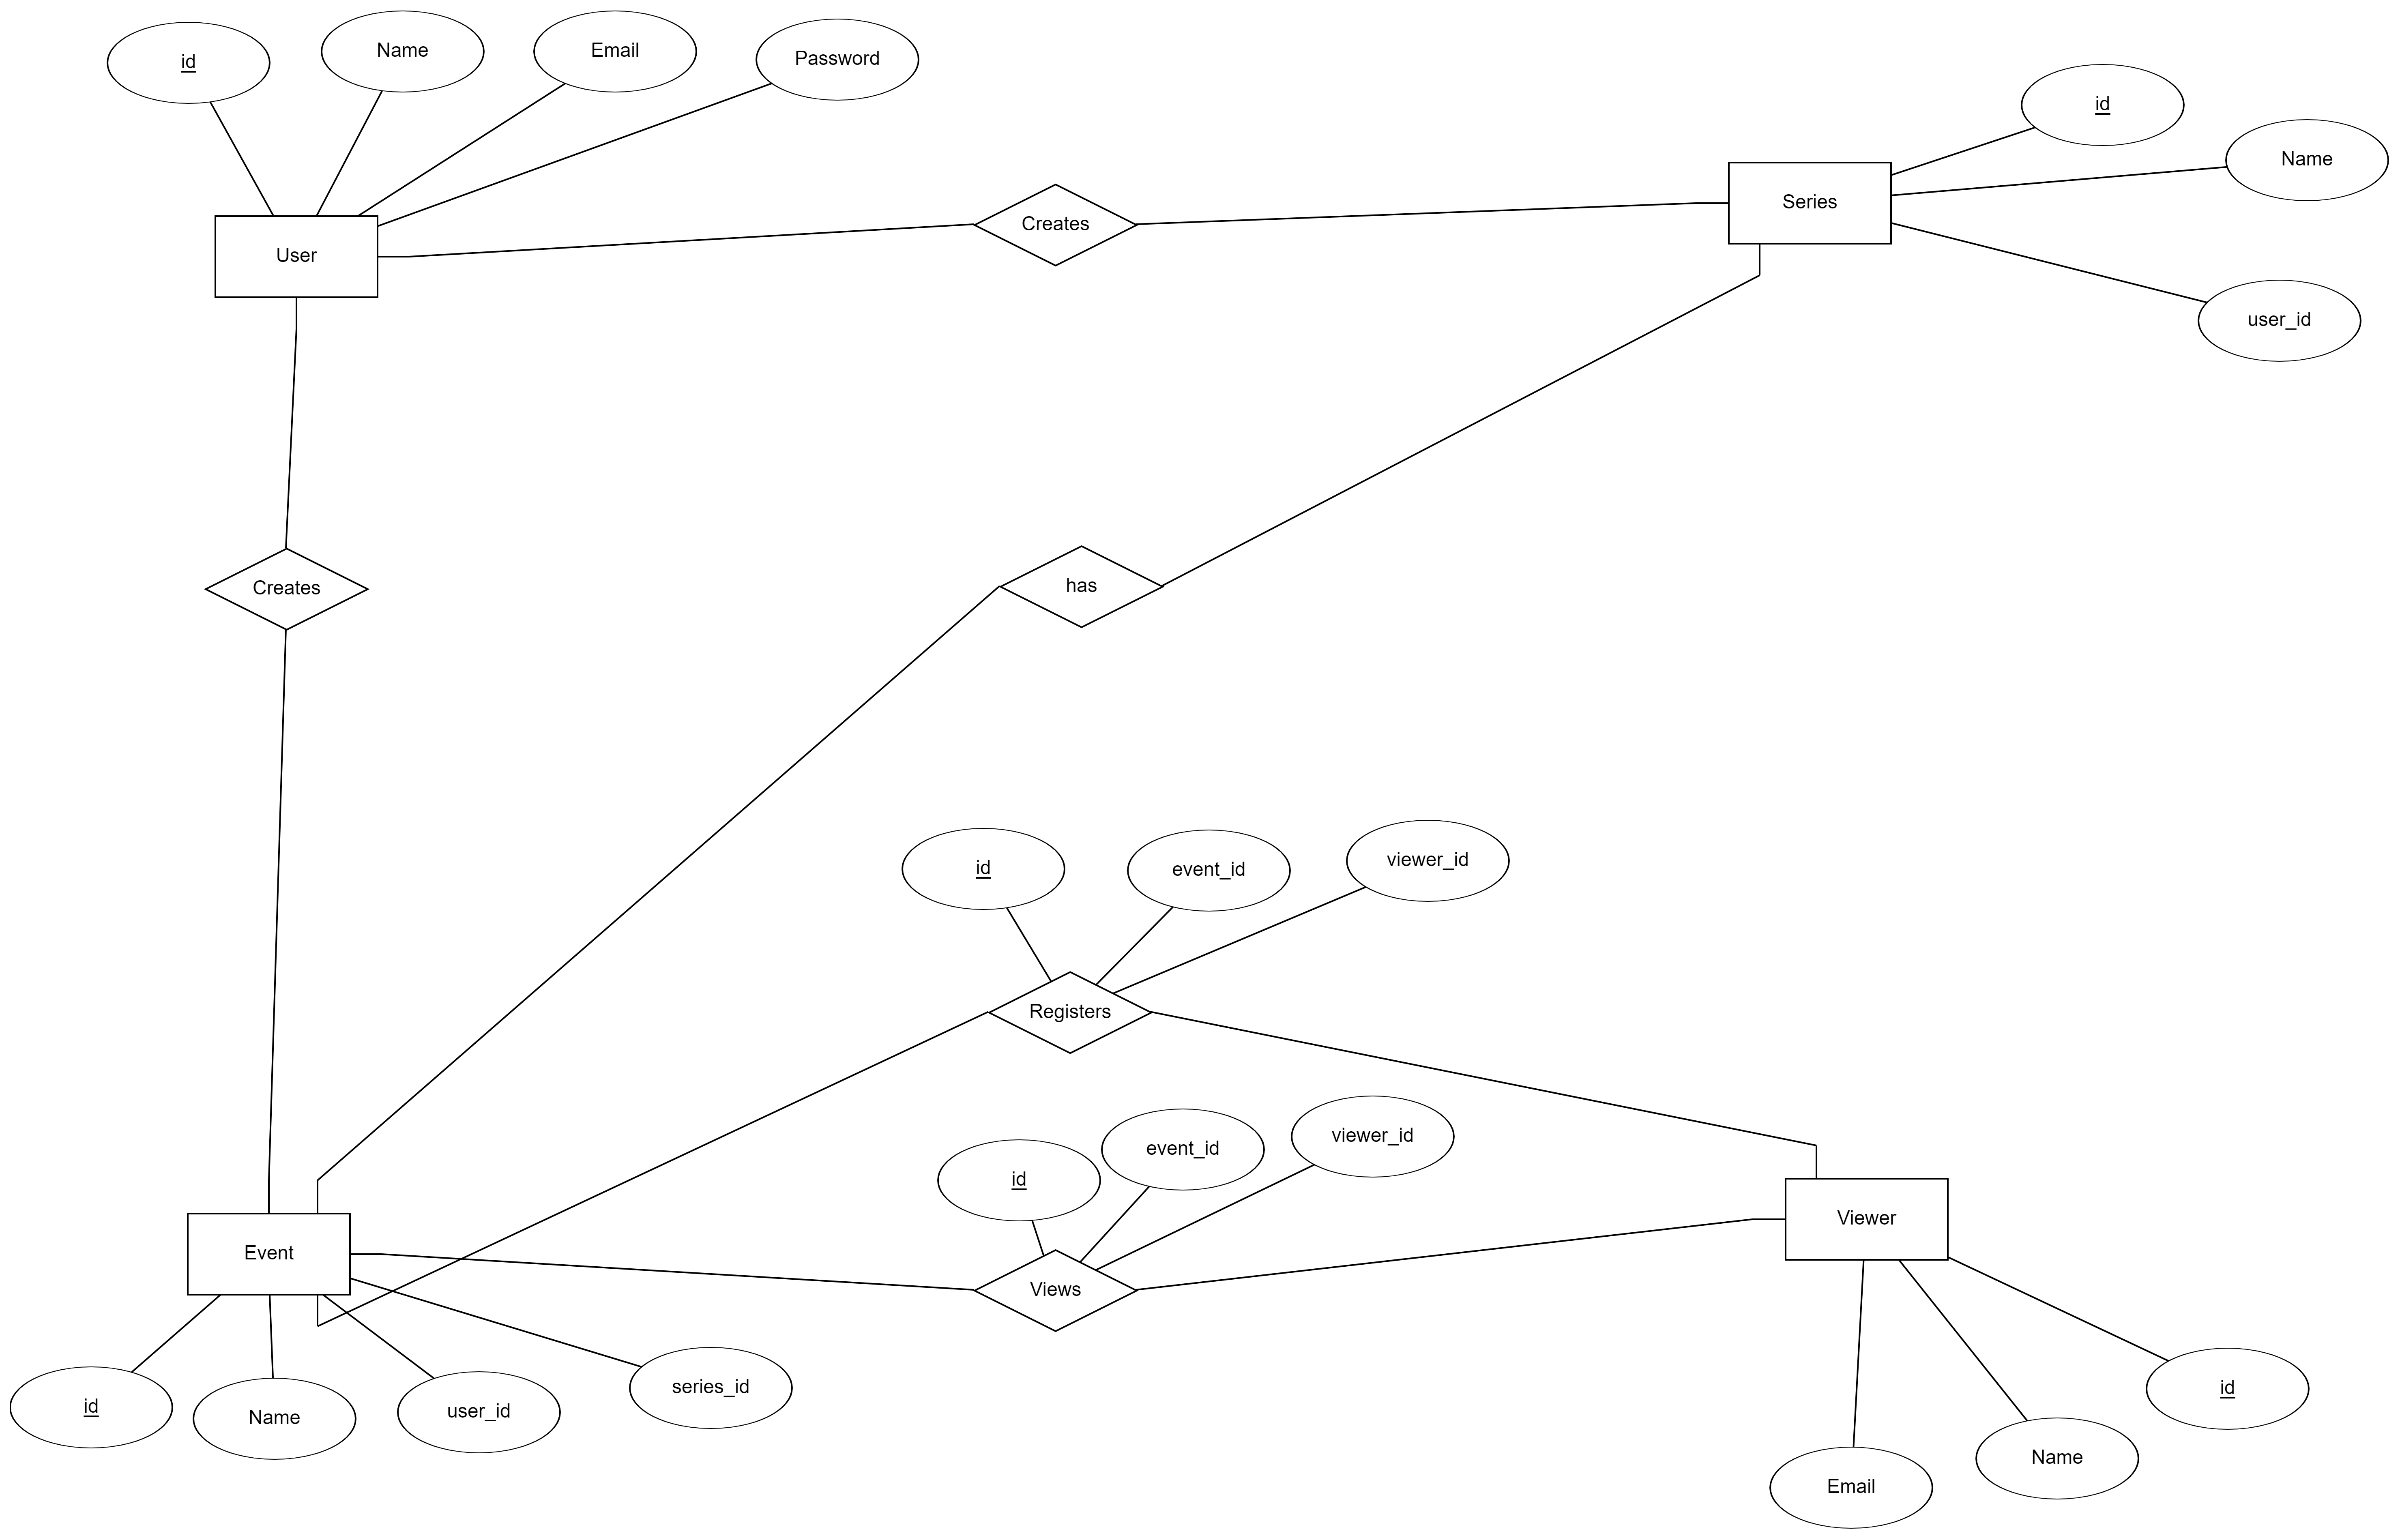 id
Name
Email
Password
id
Name
user_id
User
Creates
Series
Creates
has
id
event_id
viewer_id
Registers
id
event_id
viewer_id
Event
Views
Viewer
id
Name
user_id
series_id
Email
Name
id